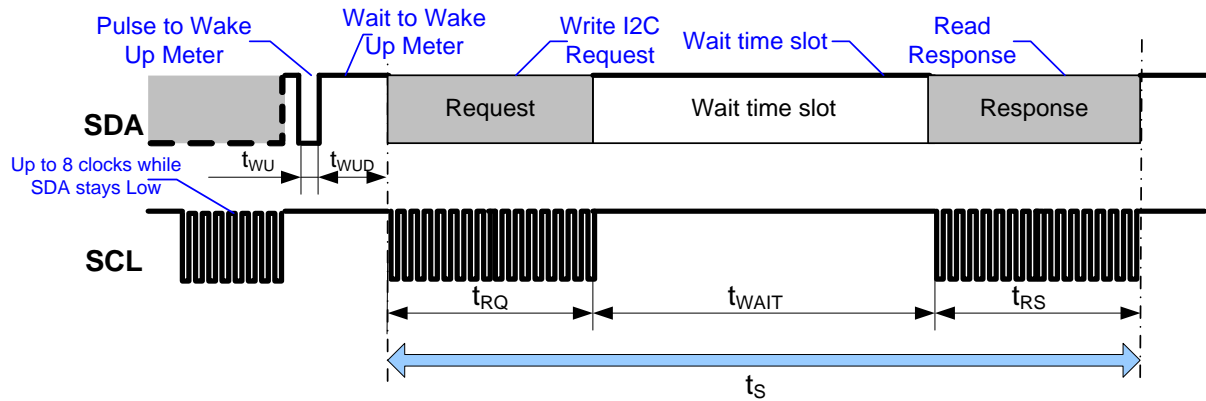 Pulse to Wake
Up Meter
Wait to Wake
Up Meter
Write I2C
Request
Wait time slot
Read
Response
SDA
Request
Wait time slot
Response
Up to 8 clocks while
SDA stays Low
tWU
tWUD
SCL
tRQ
tWAIT
tRS
tS